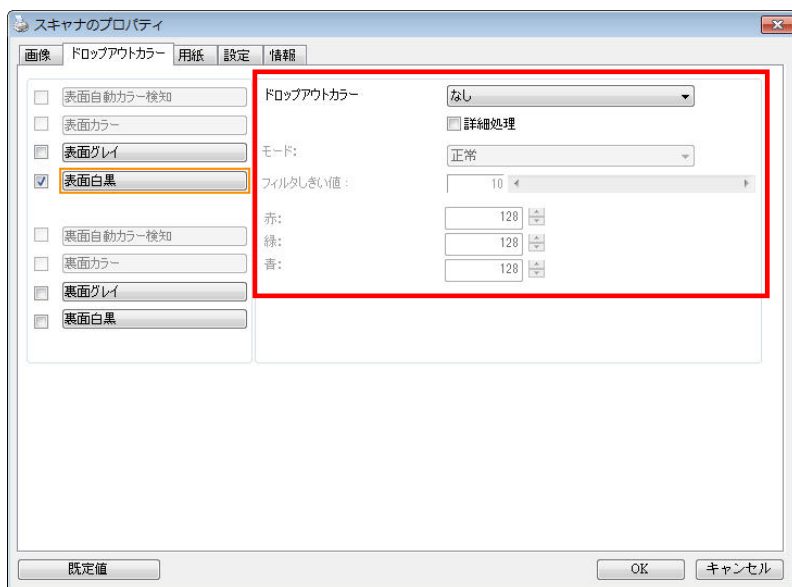 スキャナのプロパティ
画像 ドロップアウトカラー 用紙 設定 情報
表面自動カラー検知
表面カラー
表面グレイ
表面白黒
裏面自動カラー検知
裏面カラー
裏面グレイ
裏面白黒
ドロップアウトカラー なし
詳細処理
モード: 正常
フィルタしきい値: 10
赤: 128
緑: 128
青: 128
既定値 OK キャンセル